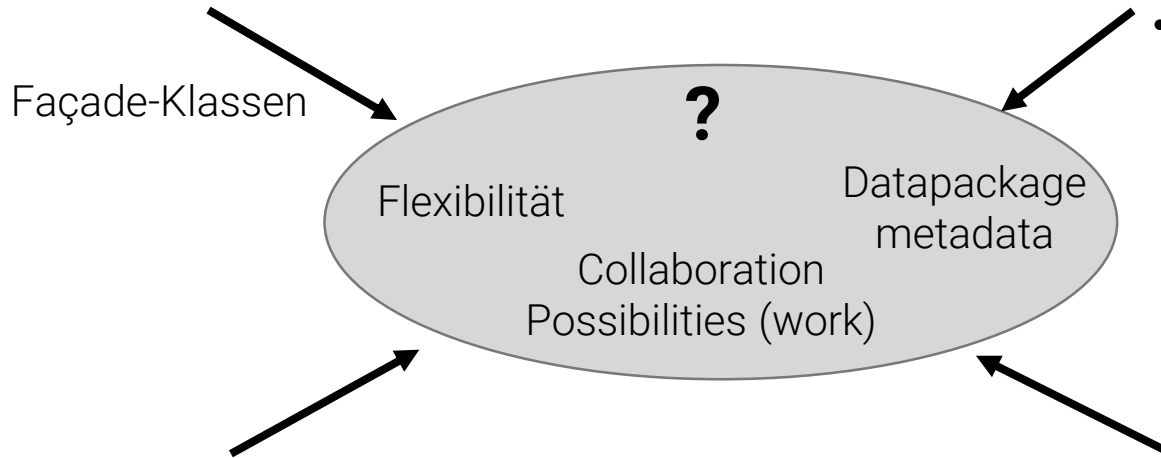 Façade-Klassen
?
Flexibilität
Datapackage
metadata
Collaboration
Possibilities (work)